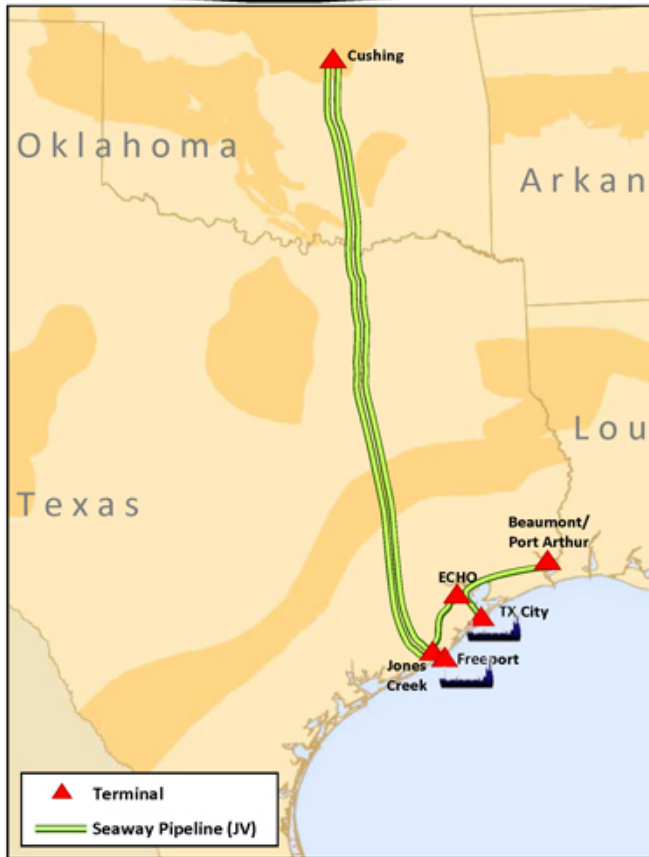 Cushing
Oklahoma
Arkan
Lou
Texas
Beaumont/
Port Arthur
ECHO
TX City
Jones
Creek
Freeport
Terminal
Seaway Pipeline (JV)